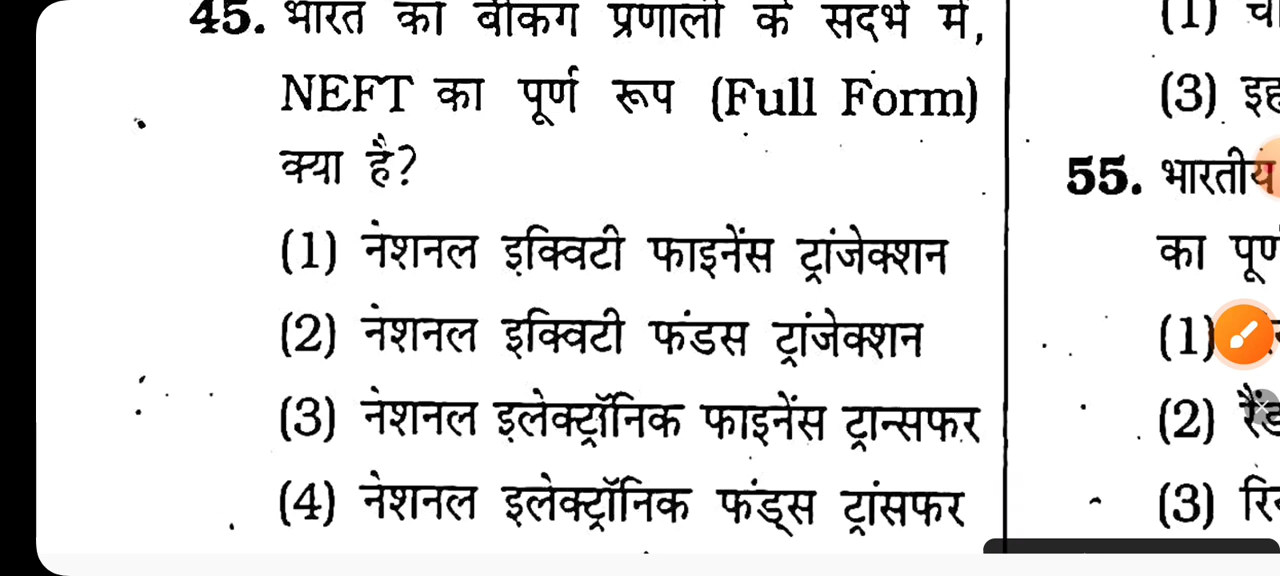 45. भारत की बैंकिंग प्रणाली के संदर्भ में,
NEFT का पूर्ण रूप (Full Form)
क्या है?
(1) नेशनल इक्विटी फाइनेंस ट्रांजेक्शन
(2) नेशनल इक्विटी फंडस ट्रांजेक्शन
(3) नेशनल इलेक्ट्रॉनिक फाइनेंस ट्रान्सफर
(4) नेशनल इलेक्ट्रॉनिक फंड्स ट्रांसफर
(1)
(3)
55. भारतीय
का
(1)
(2)
(3)